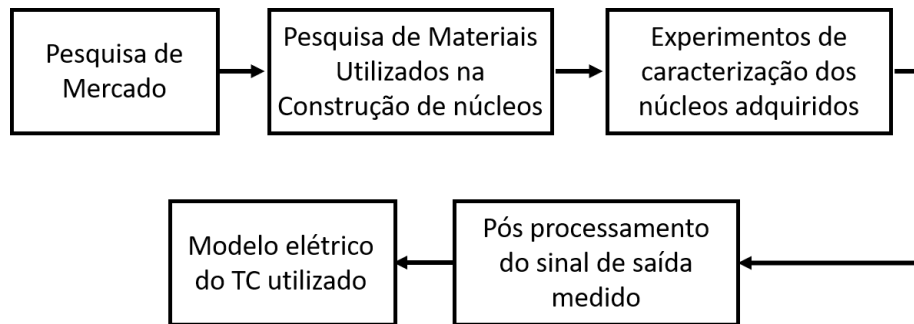 Pesquisa de
Mercado
Pesquisa de Materiais
Utilizados na
Construção de núcleos
Experimentos de
caracterização dos
núcleos adquiridos
Pós processamento
do sinal de saída
medido
Modelo elétrico
do TC utilizado